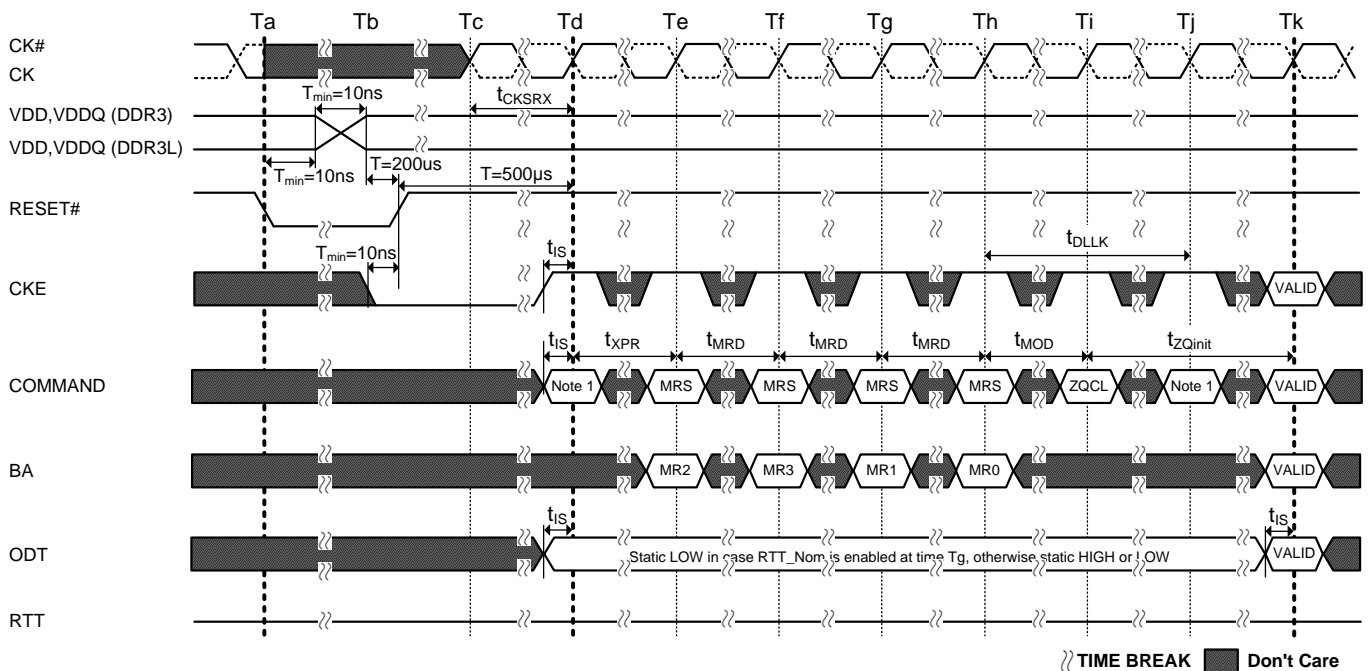 Ta Tb Tc Td Te Tf Tg Th Ti Tj Tk
CK#
CK
Tmin=10ns
tCKSRX
VDD,VDDQ (DDR3)
VDD,VDDQ (DDR3L)
Tmin=10ns
T=200us
T=500µs
RESET#
Tmin=10ns
tIS
tDLLK
CKE
VALID
tIS tXPR tMRD tMRD tMRD tMOD tZQinit
COMMAND
Note 1 MRS MRS MRS MRS ZQCL Note 1 VALID
BA
MR2 MR3 MR1 MR0 VALID
tIS tIS
ODT
Static LOW in case RTT_Nom is enabled at time Tg, otherwise static HIGH or LOW
VALID
RTT
TIME BREAK Don't Care